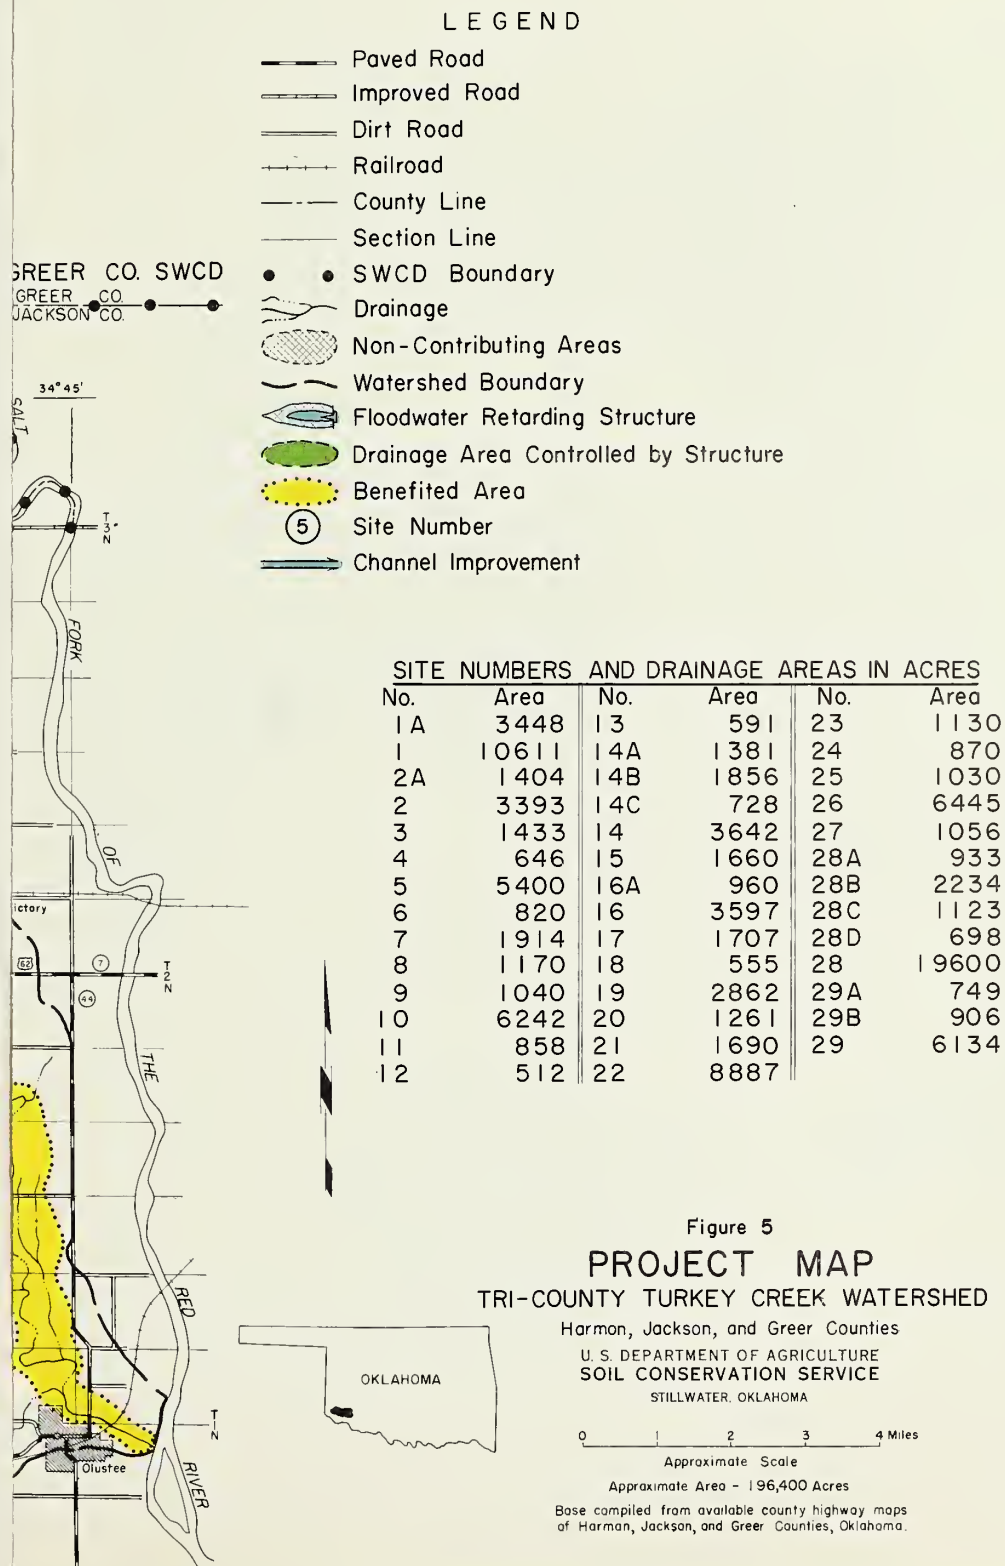 LEGEND
Paved Road
Improved Road
Dirt Road
Railroad
County Line
Section Line
SWCD Boundary
Drainage
Non-Contributing Areas
Watershed Boundary
Floodwater Retarding Structure
Drainage Area Controlled by Structure
Benefited Area
5 Site Number
Channel Improvement
GREER CO. SWCD
GREER CO.
JACKSON CO.
34° 45'
SALT
T
3
N
FORK
OF
ictory
62
7
T
2
N
44
THE
RED
T
1
N
Olustee
RIVER
SITE NUMBERS AND DRAINAGE AREAS IN ACRES
No. Area No. Area No. Area
1A 3448 13 591 23 1130
1 10611 14A 1381 24 870
2A 1404 14B 1856 25 1030
2 3393 14C 728 26 6445
3 1433 14 3642 27 1056
4 646 15 1660 28A 933
5 5400 16A 960 28B 2234
6 820 16 3597 28C 1123
7 1914 17 1707 28D 698
8 1170 18 555 28 19600
9 1040 19 2862 29A 749
10 6242 20 1261 29B 906
11 858 21 1690 29 6134
12 512 22 8887
OKLAHOMA
Figure 5
PROJECT MAP
TRI-COUNTY TURKEY CREEK WATERSHED
Harmon, Jackson, and Greer Counties
U. S. DEPARTMENT OF AGRICULTURE
SOIL CONSERVATION SERVICE
STILLWATER, OKLAHOMA
0 1 2 3 4 Miles
Approximate Scale
Approximate Area - 196,400 Acres
Base compiled from available county highway maps
of Harman, Jackson, and Greer Counties, Oklahoma.